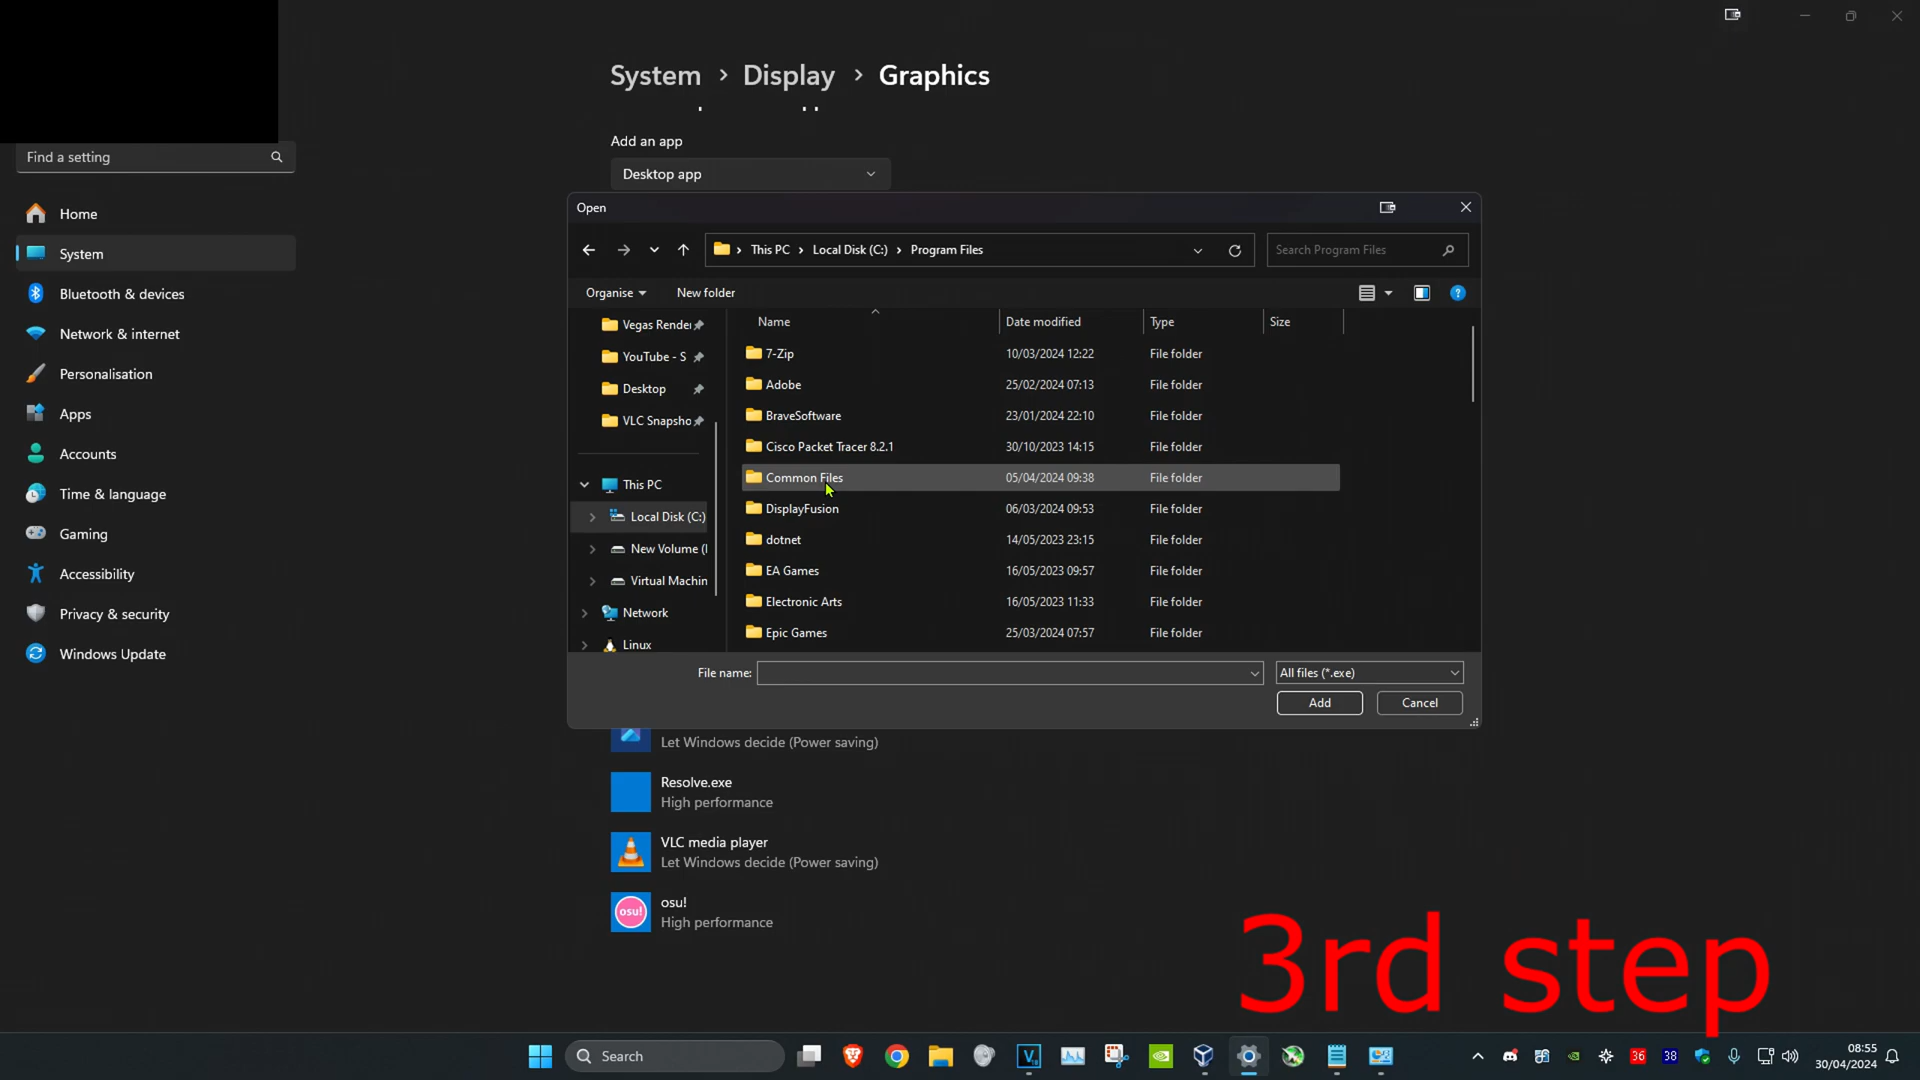 System > Display > Graphics
Add an app
Desktop app
Find a setting
Home
System
Bluetooth & devices
Network & internet
Personalisation
Apps
Accounts
Time & language
Gaming
Accessibility
Privacy & security
Windows Update
Open
This PC > Local Disk (C:) > Program Files
Search Program Files
Organise
New folder
Vegas Render
YouTube - S
Desktop
VLC Snapsho
This PC
Local Disk (C:)
New Volume (
Virtual Machin
Network
Linux
Name Date modified Type Size
7-Zip 10/03/2024 12:22 File folder
Adobe 25/02/2024 07:13 File folder
BraveSoftware 23/01/2024 22:10 File folder
Cisco Packet Tracer 8.2.1 30/10/2023 14:15 File folder
Common Files 05/04/2024 09:38 File folder
DisplayFusion 06/03/2024 09:53 File folder
dotnet 14/05/2023 23:15 File folder
EA Games 16/05/2023 09:57 File folder
Electronic Arts 16/05/2023 11:33 File folder
Epic Games 25/03/2024 07:57 File folder
File name:
All files (*.exe)
Add
Cancel
Let Windows decide (Power saving)
Resolve.exe
High performance
VLC media player
Let Windows decide (Power saving)
osu!
osu!
High performance
3rd step
Search
36
38
08:55
30/04/2024